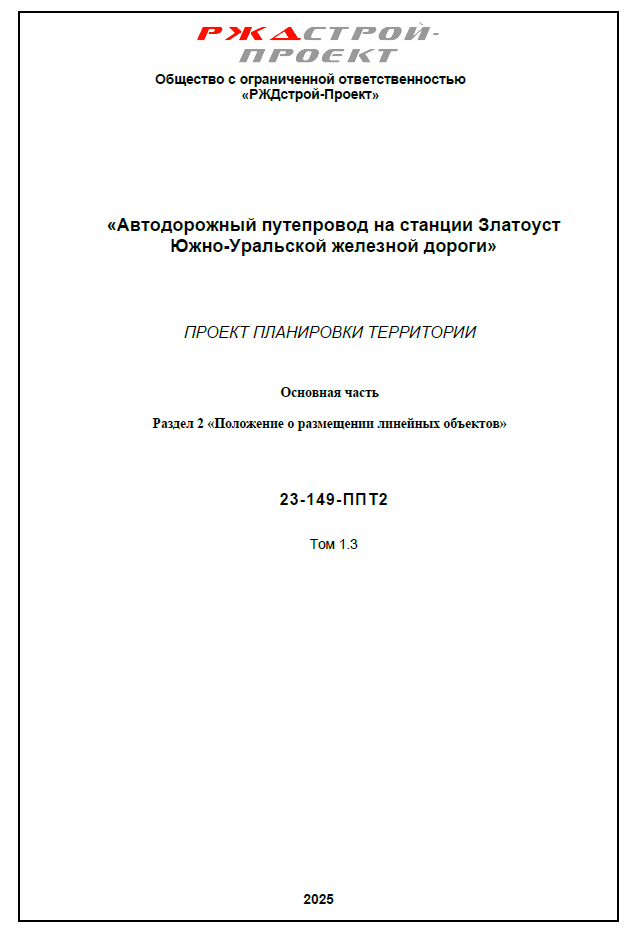 РЖДСТРОЙ-
ПРОЕКТ
Общество с ограниченной ответственностью
«РЖДстрой-Проект»
«Автодорожный путепровод на станции Златоуст
Южно-Уральской железной дороги»
ПРОЕКТ ПЛАНИРОВКИ ТЕРРИТОРИИ
Основная часть
Раздел 2 «Положение о размещении линейных объектов»
23-149-ППТ2
Том 1.3
2025